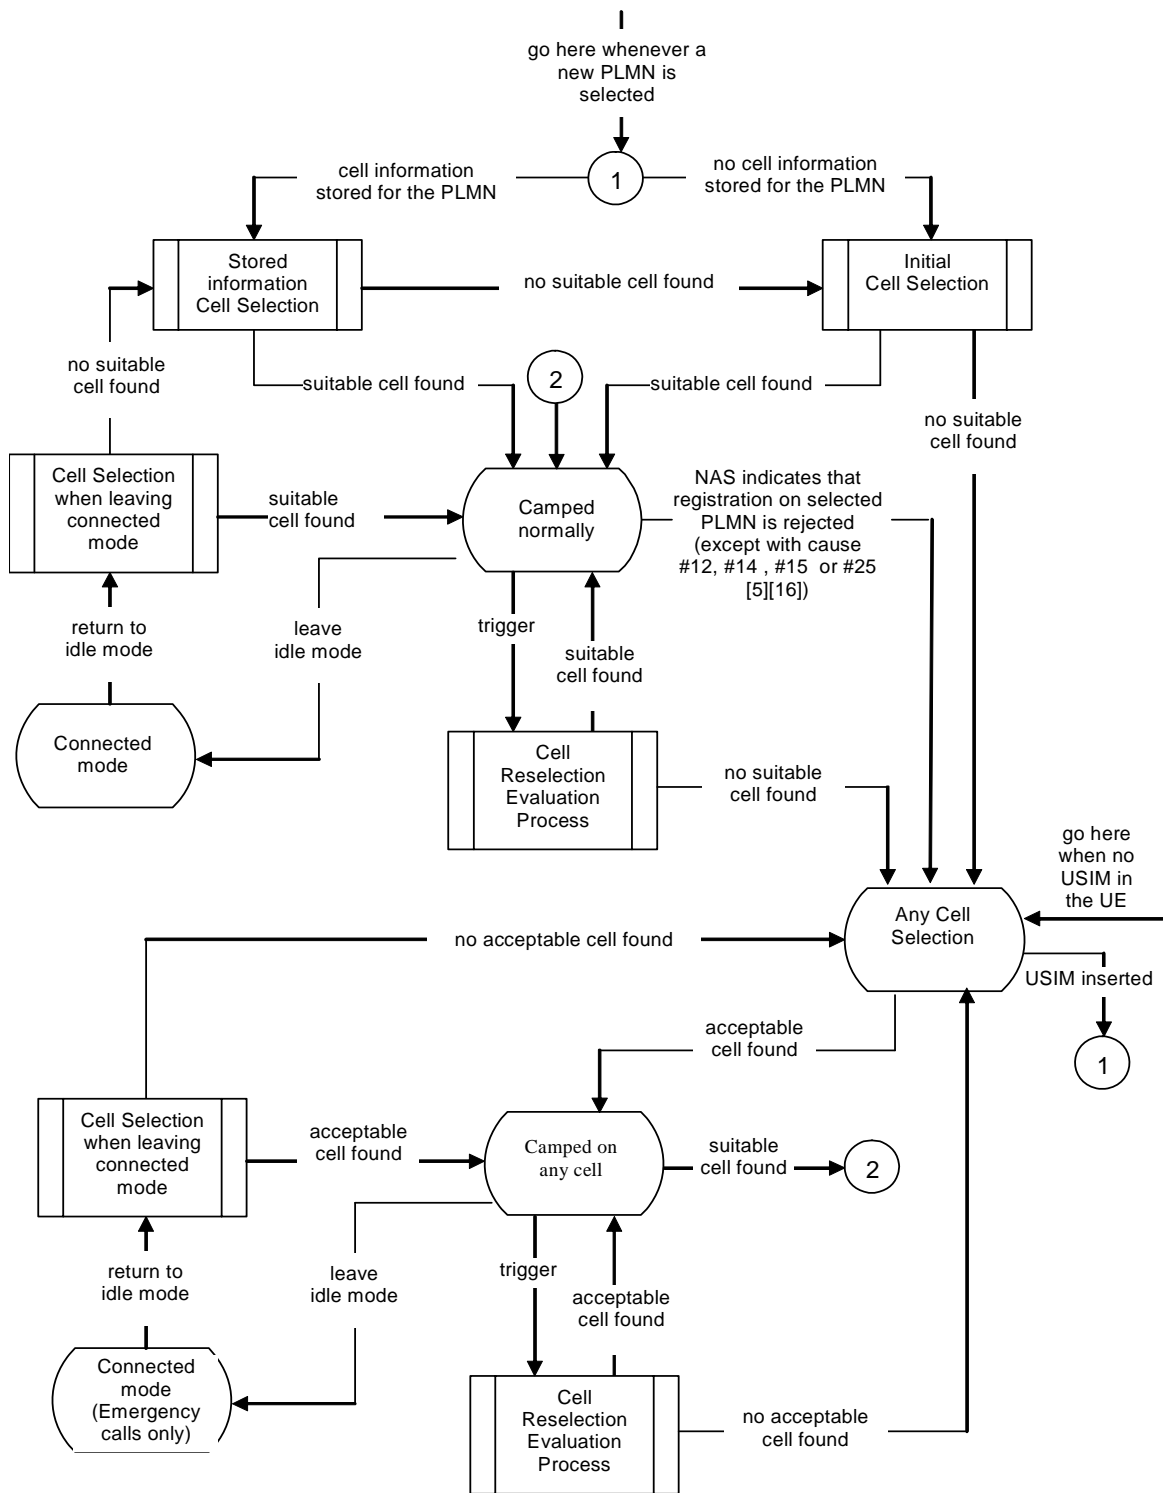 go here whenever a
new PLMN is
selected
1
cell information
stored for the PLMN
no cell information
stored for the PLMN
Stored
information
Cell Selection
no suitable cell found
Initial
Cell Selection
no suitable
cell found
suitable cell found
2
suitable cell found
no suitable
cell found
Cell Selection
when leaving
connected
mode
suitable
cell found
Camped
normally
NAS indicates that
registration on selected
PLMN is rejected
(except with cause
#12, #14 , #15 or #25
[5][16])
return to
idle mode
leave
idle mode
trigger
suitable
cell found
Connected
mode
Cell
Reselection
Evaluation
Process
no suitable
cell found
go here
when no
USIM in
the UE
Any Cell
Selection
no acceptable cell found
USIM inserted
acceptable
cell found
1
Cell Selection
when leaving
connected
mode
acceptable
cell found
Camped on
any cell
suitable
cell found
2
return to
idle mode
leave
idle mode
trigger
acceptable
cell found
Connected
mode
(Emergency
calls only)
Cell
Reselection
Evaluation
Process
no acceptable
cell found